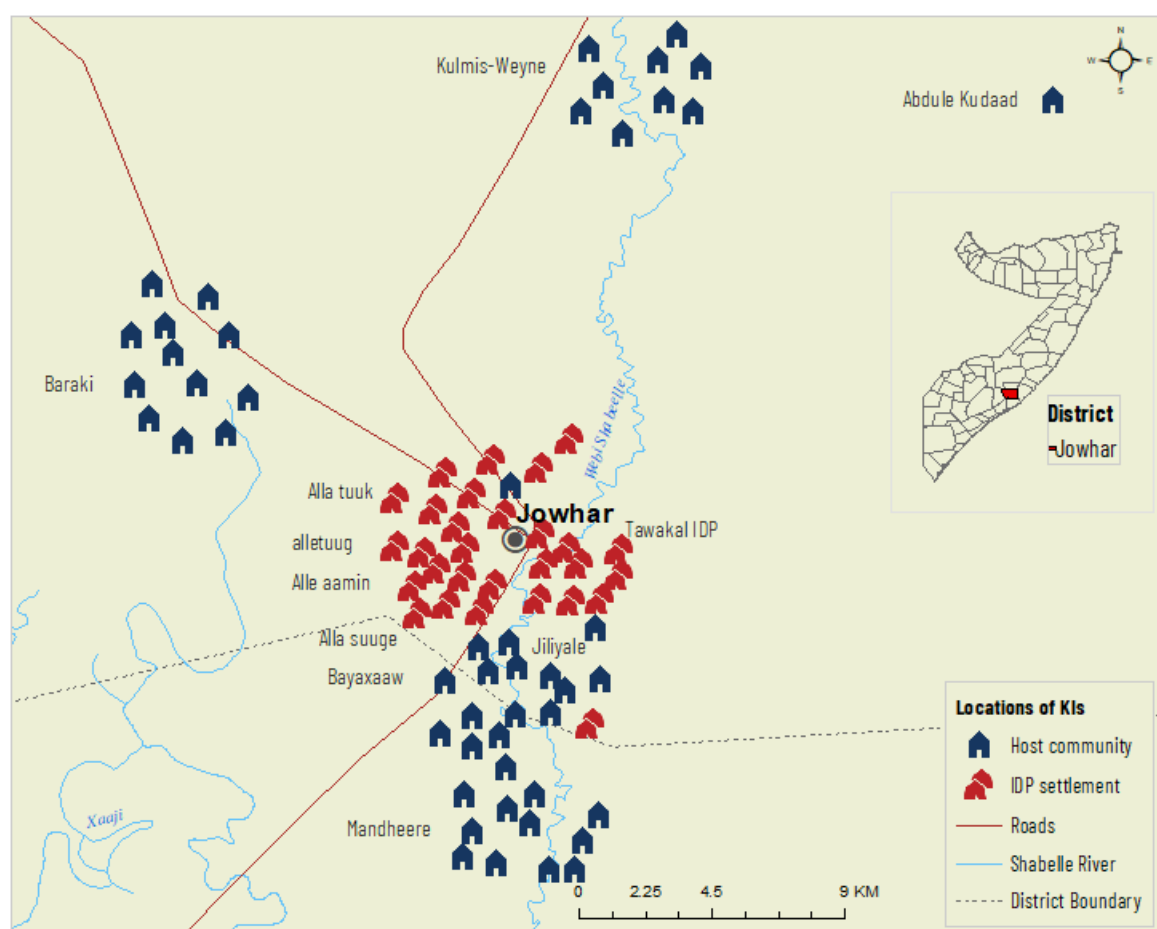 Kulmis-Weyne
N
W
E
S
Abdule Kudaad
Baraki
Webi Shabeelle
District
Jowhar
Alla tuuk
Jowhar
Tawakal IDP
alletuug
Alle aamin
Alla suuge
Jiliyale
Bayaxaaw
Locations of KIs
Host community
IDP settlement
Roads
Shabelle River
District Boundary
Xaaji
Mandheere
0 2.25 4.5 9 KM